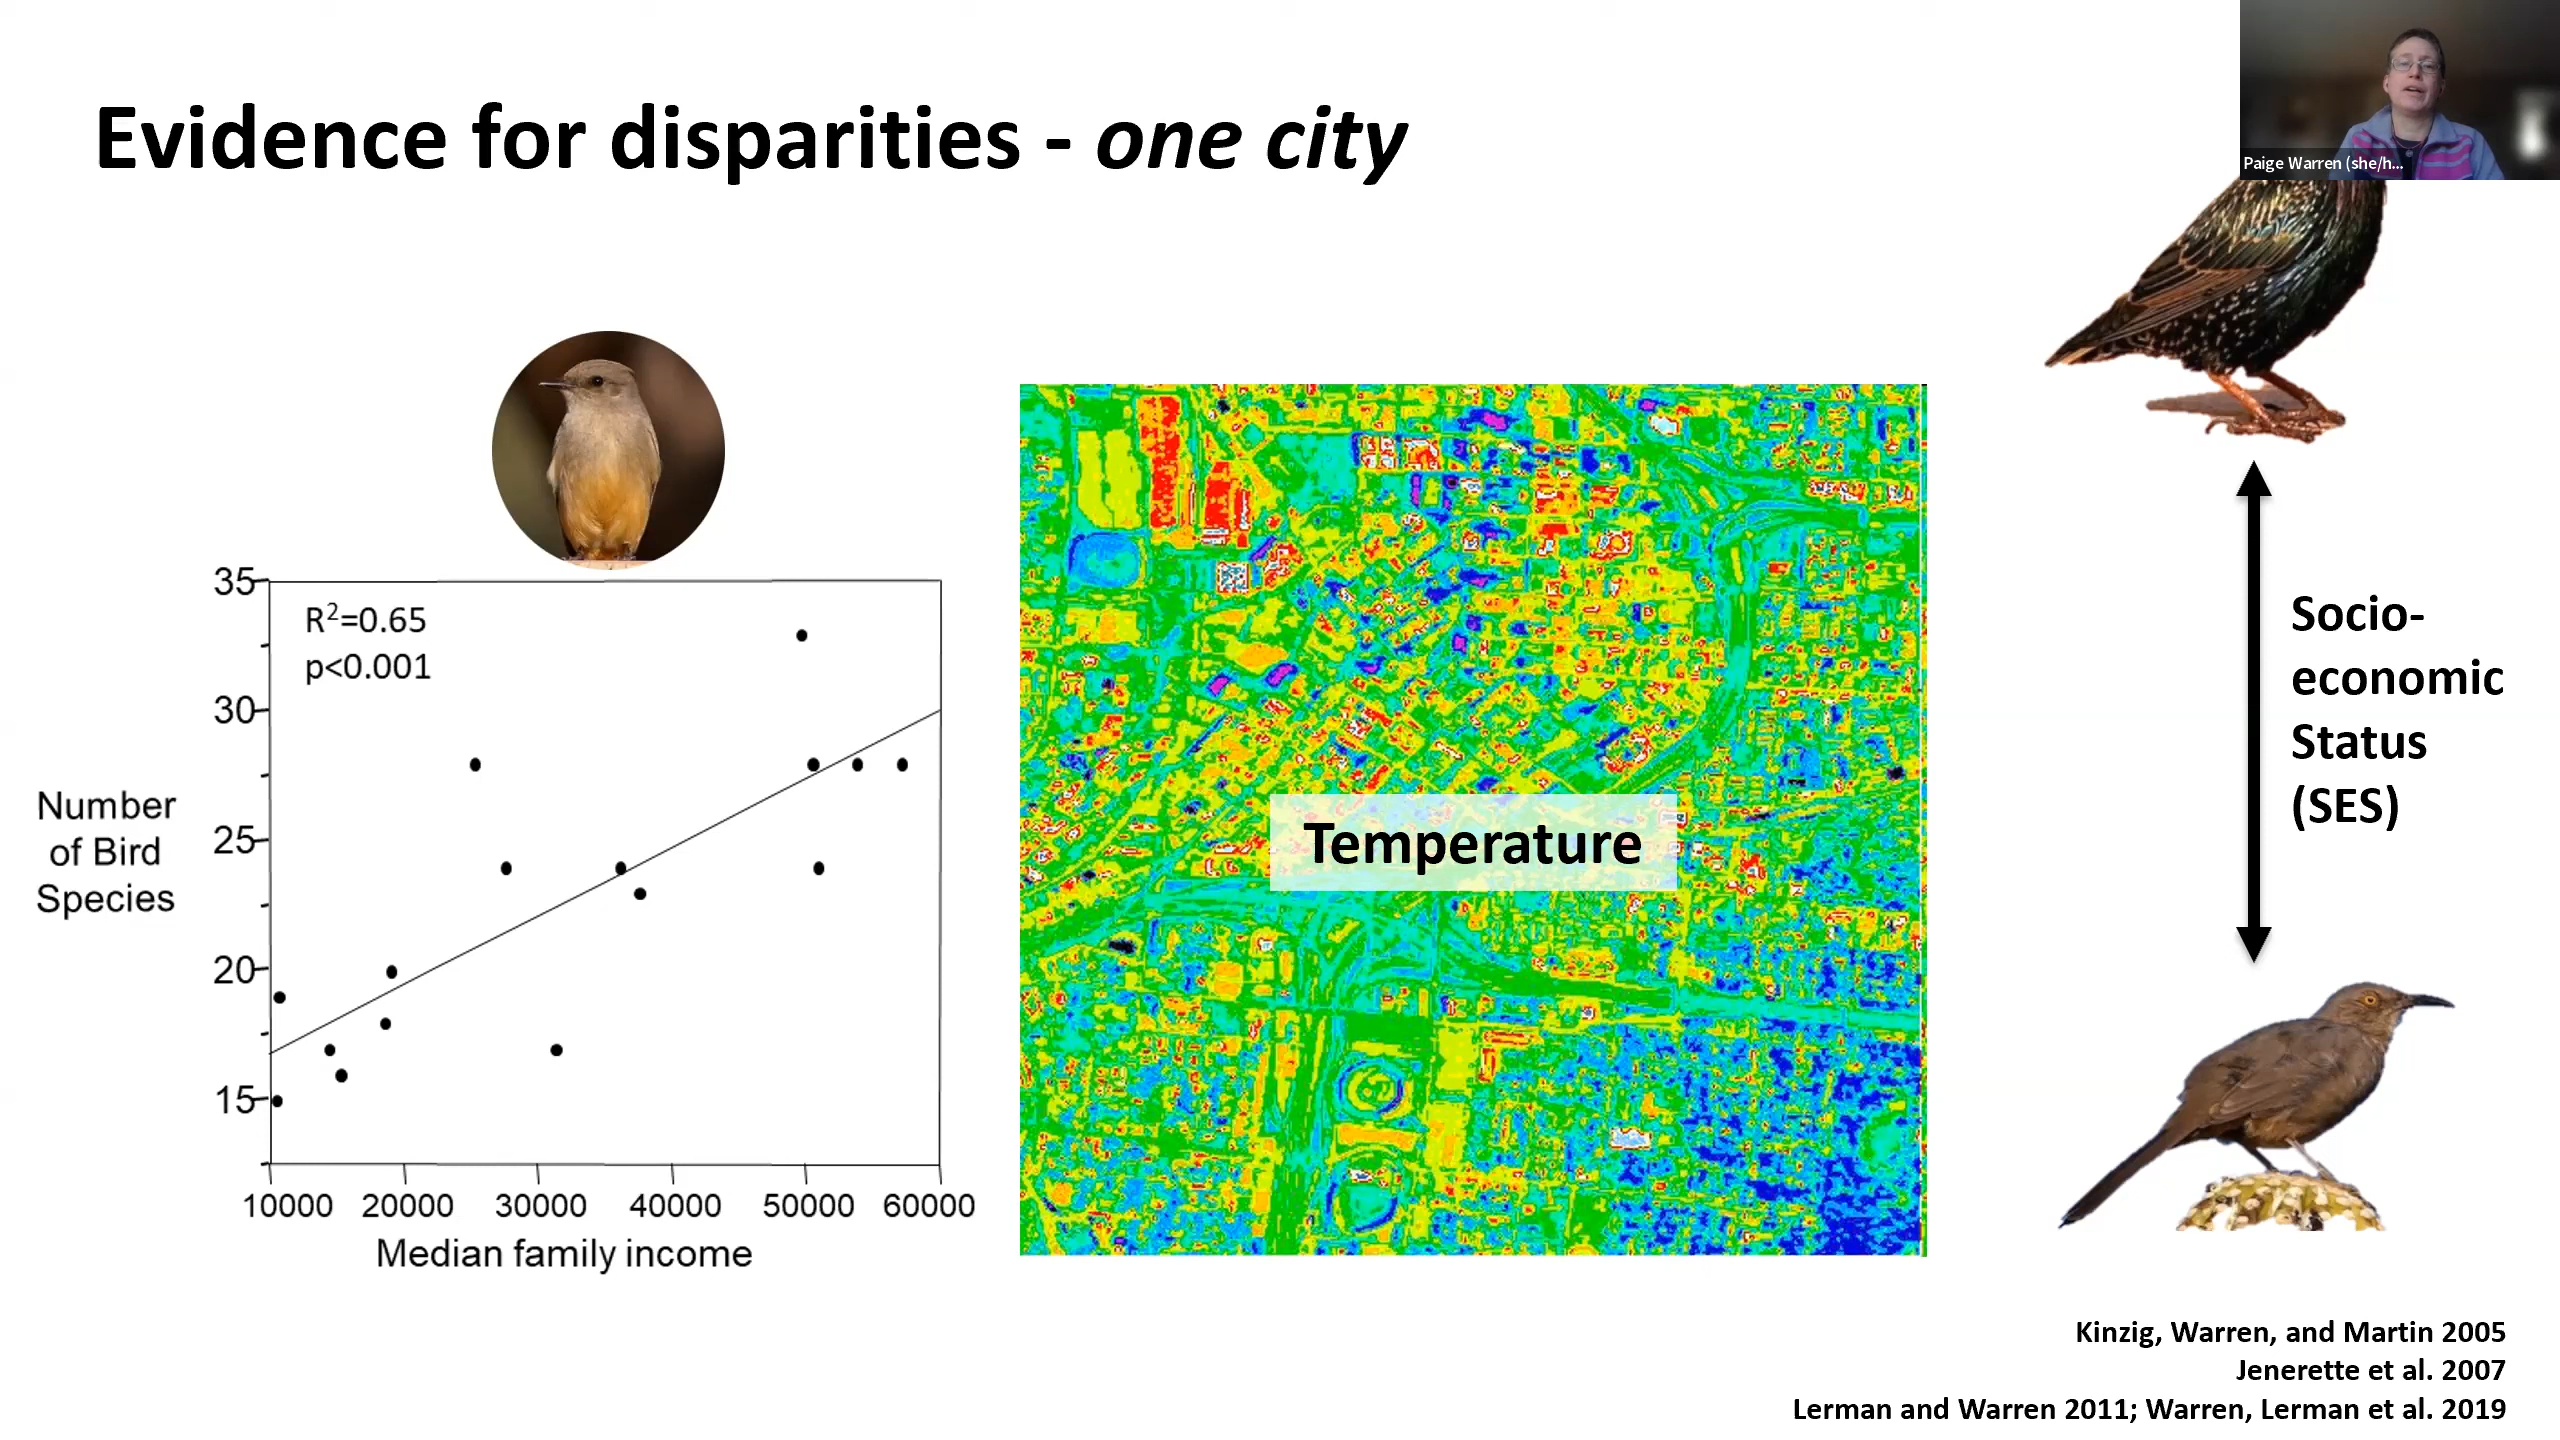 Evidence for disparities - one city
Paige Warren (she/h...
R²=0.65
p<0.001
35
30
25
20
15
Number
of Bird
Species
10000 20000 30000 40000 50000 60000
Median family income
Temperature
Socio-
economic
Status
(SES)
Kinzig, Warren, and Martin 2005
Jenerette et al. 2007
Lerman and Warren 2011; Warren, Lerman et al. 2019